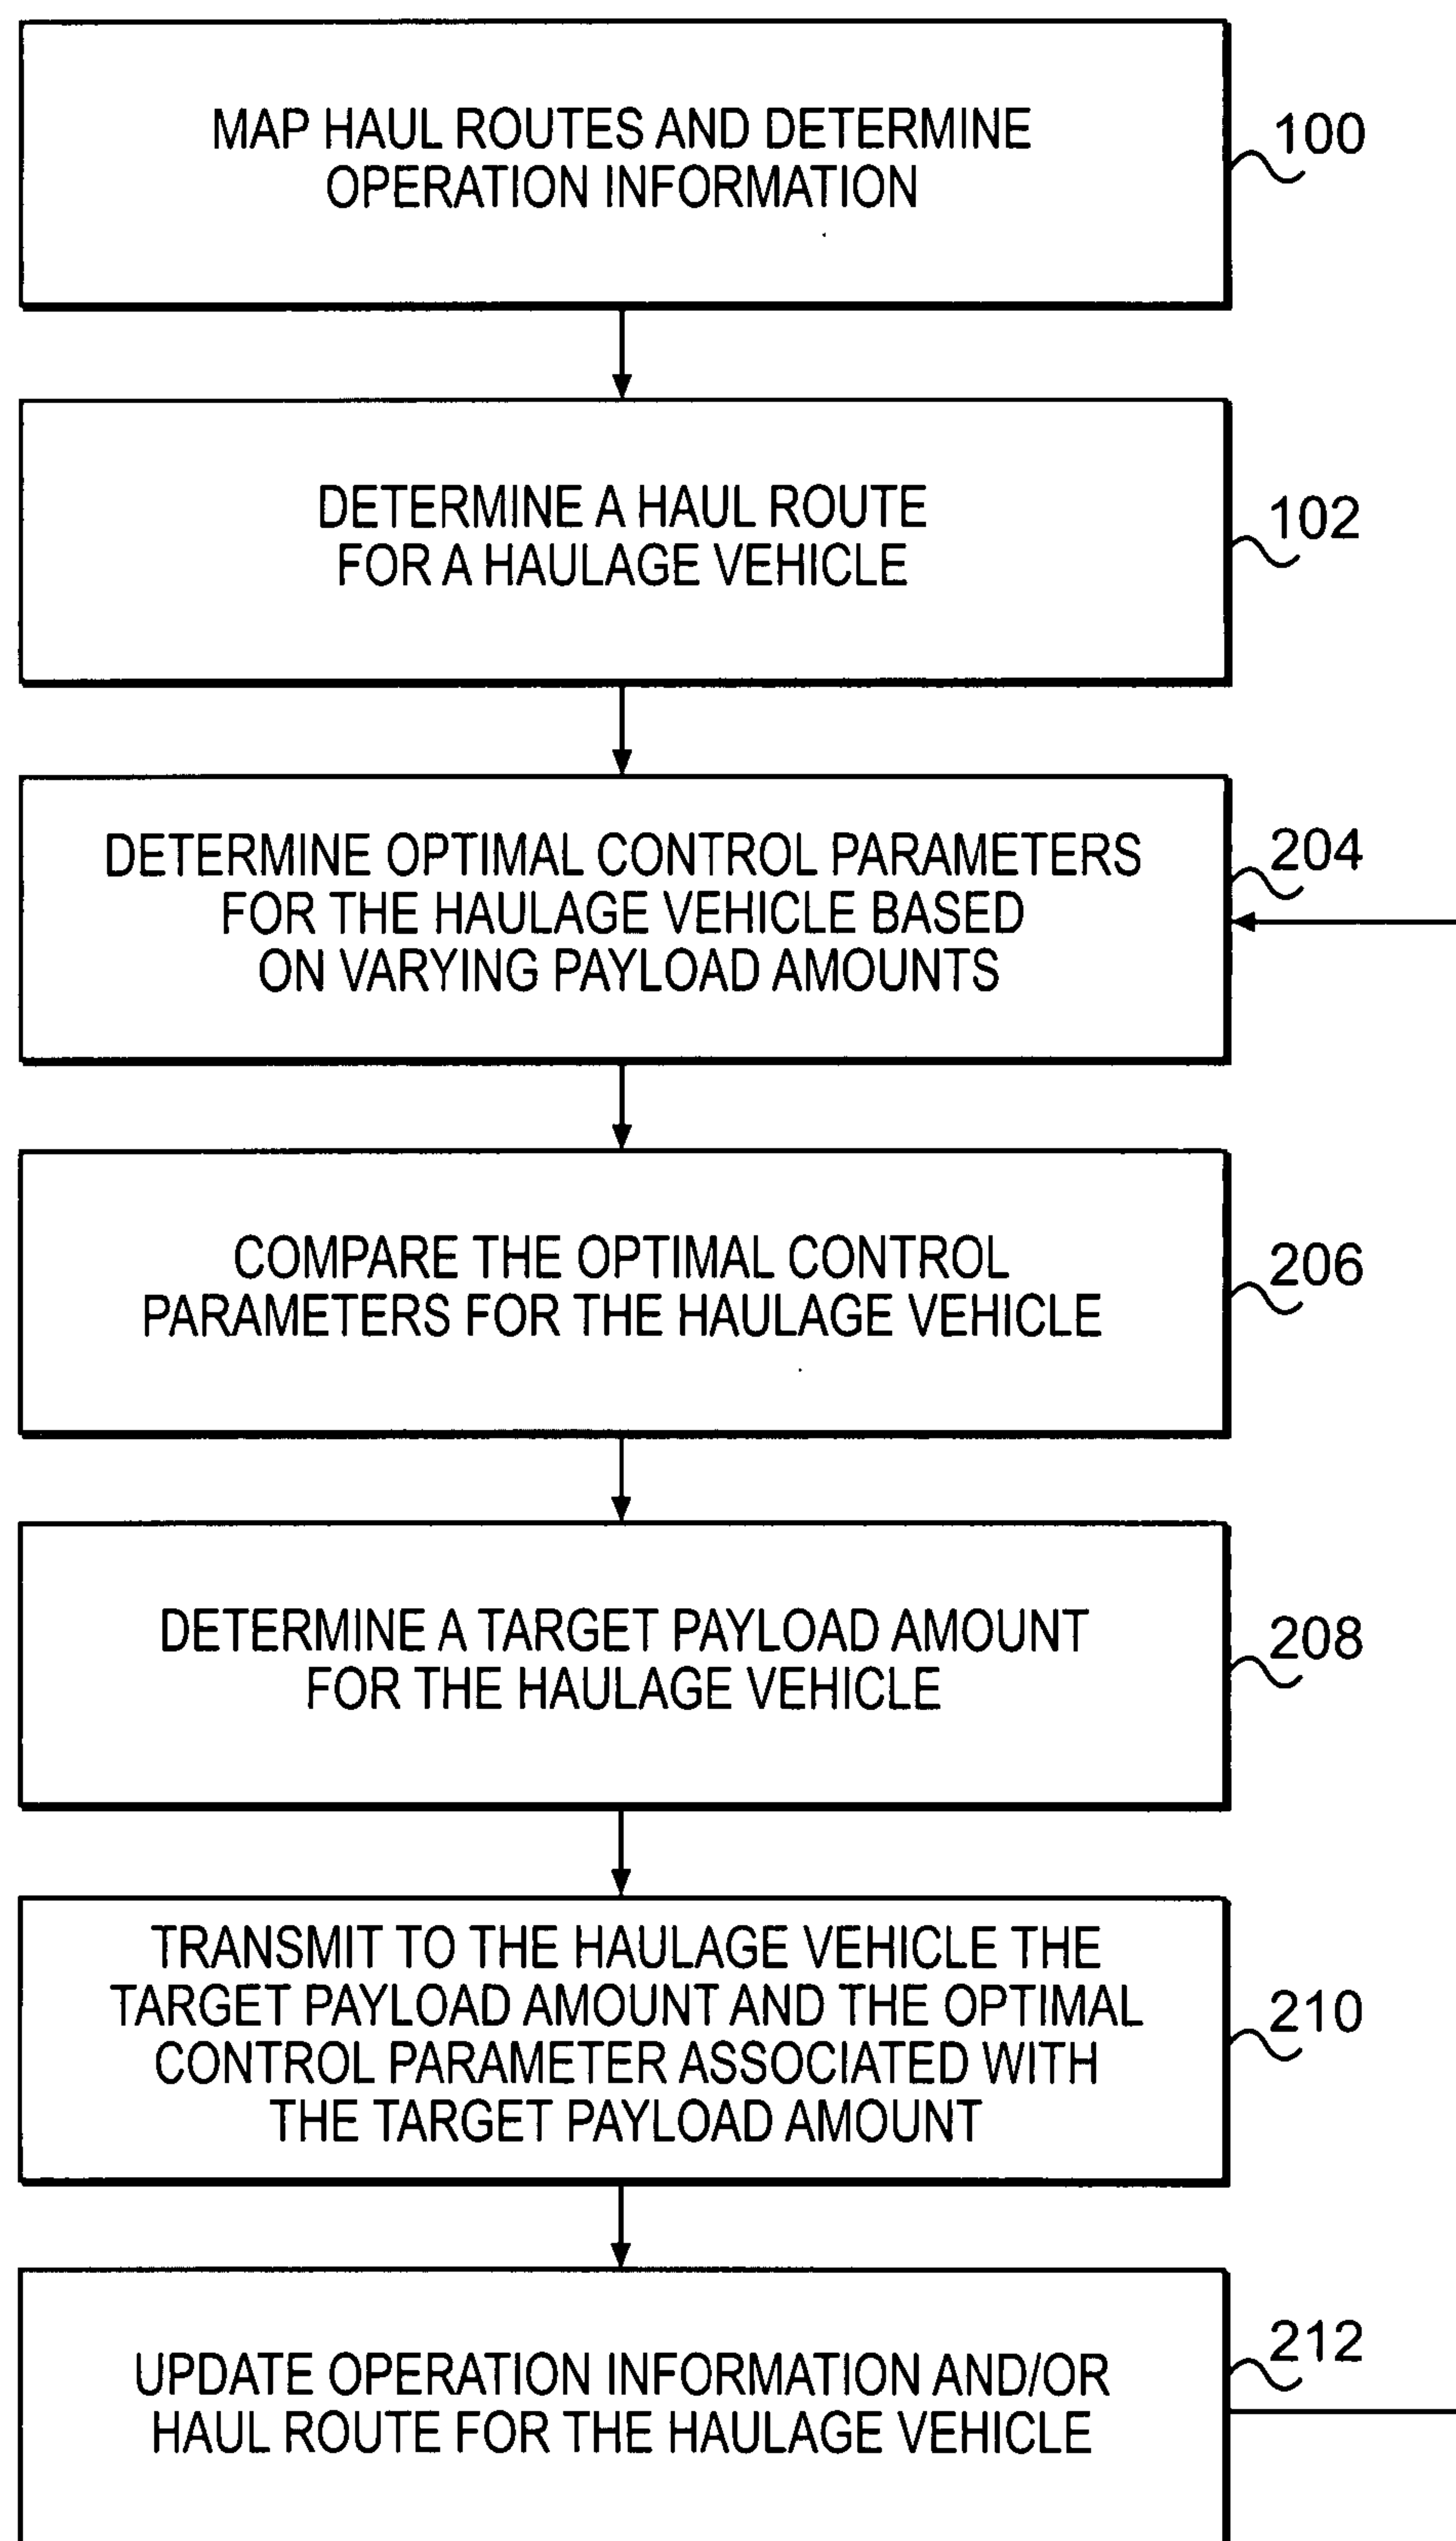 MAP HAUL ROUTES AND DETERMINE
OPERATION INFORMATION
100
DETERMINE A HAUL ROUTE
FOR A HAULAGE VEHICLE
102
DETERMINE OPTIMAL CONTROL PARAMETERS
FOR THE HAULAGE VEHICLE BASED
ON VARYING PAYLOAD AMOUNTS
204
COMPARE THE OPTIMAL CONTROL
PARAMETERS FOR THE HAULAGE VEHICLE
206
DETERMINE A TARGET PAYLOAD AMOUNT
FOR THE HAULAGE VEHICLE
208
TRANSMIT TO THE HAULAGE VEHICLE THE
TARGET PAYLOAD AMOUNT AND THE OPTIMAL
CONTROL PARAMETER ASSOCIATED WITH
THE TARGET PAYLOAD AMOUNT
210
UPDATE OPERATION INFORMATION AND/OR
HAUL ROUTE FOR THE HAULAGE VEHICLE
212